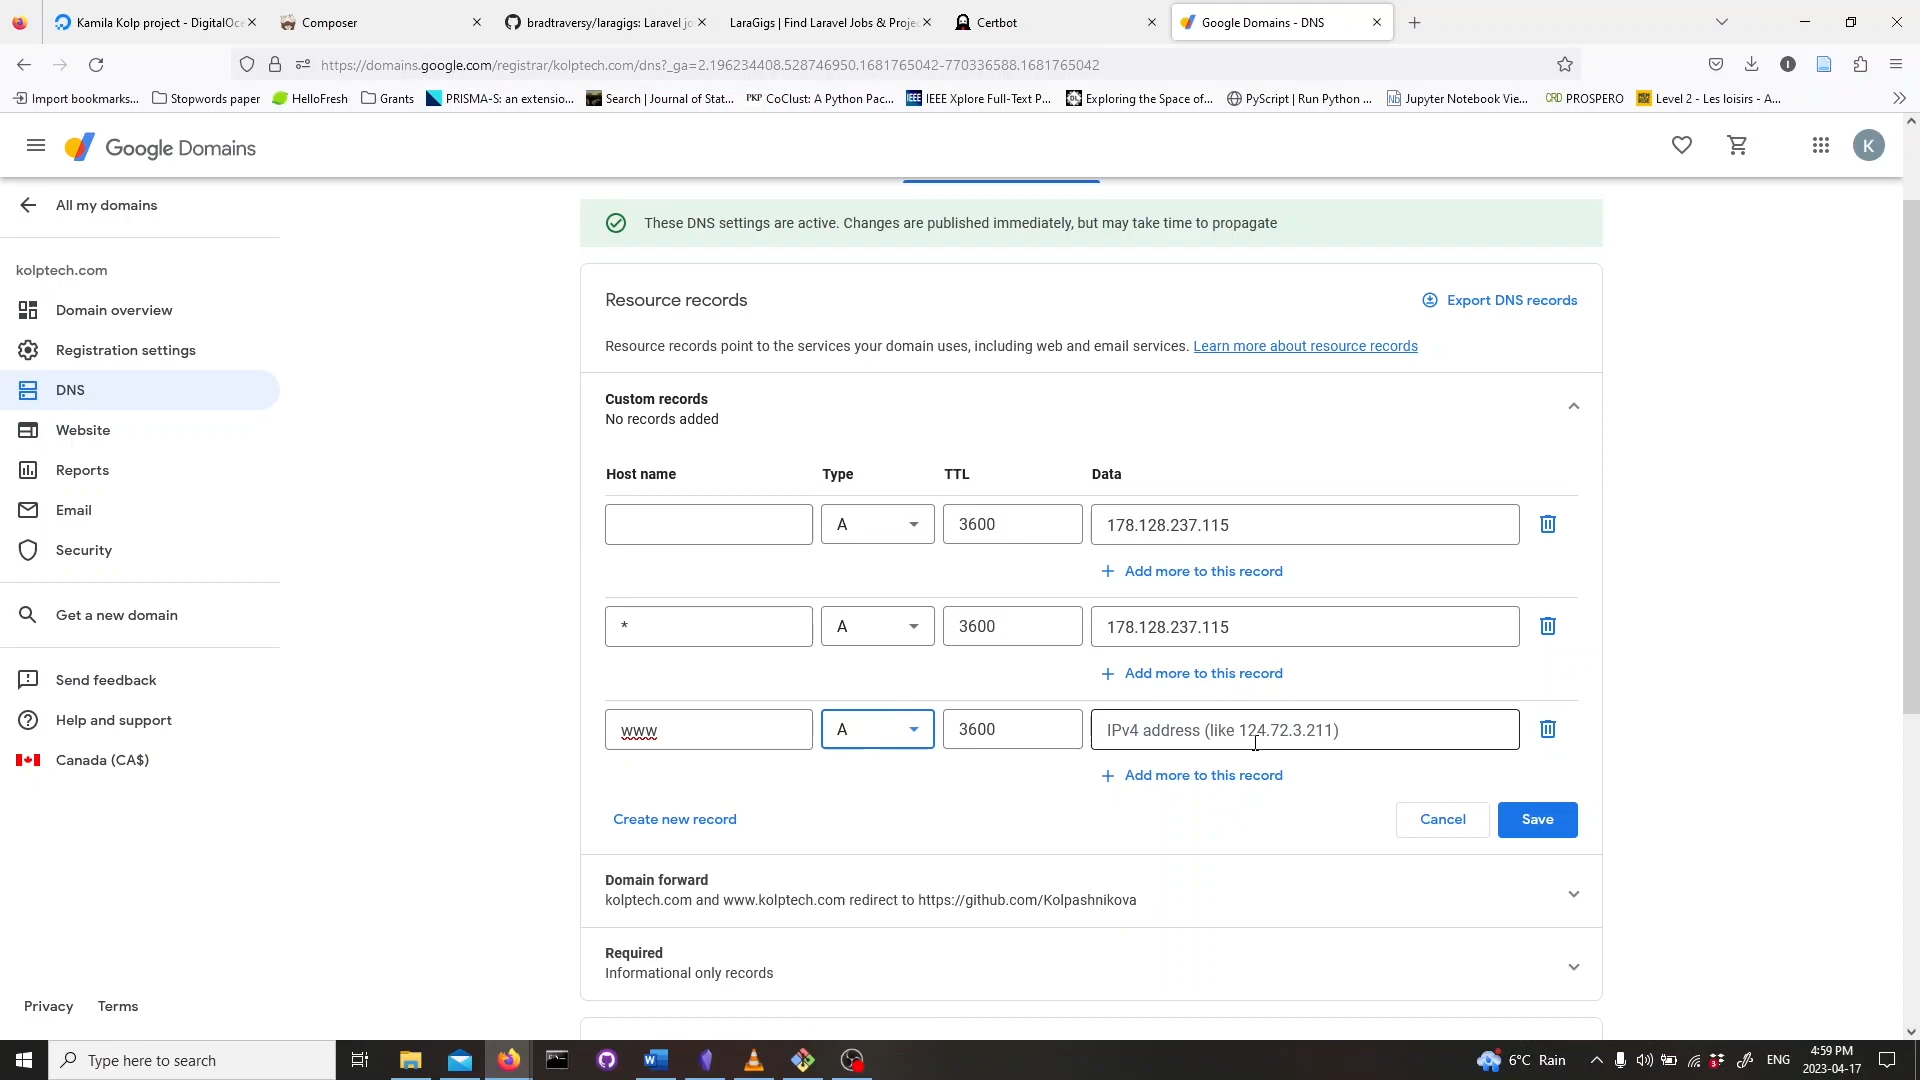 Kamila Kolp project - DigitalOce
Composer
bradtraversy/laragigs: Laravel jo
LaraGigs | Find Laravel Jobs & Proje
Certbot
Google Domains - DNS
https://domains.google.com/registrar/kolptech.com/dns?_ga=2.196234408.528746950.1681765042-770336588.1681765042
Import bookmarks...
Stopwords paper
HelloFresh
Grants
PRISMA-S: an extensio...
Search | Journal of Stat...
PKP CoClust: A Python Pac...
IEEE IEEE Xplore Full-Text P...
Exploring the Space of...
PyScript | Run Python ...
Jupyter Notebook Vie...
CRD PROSPERO
Level 2 - Les loisirs - A...
Google Domains
K
All my domains
These DNS settings are active. Changes are published immediately, but may take time to propagate
kolptech.com
Domain overview
Registration settings
DNS
Website
Reports
Email
Security
Get a new domain
Send feedback
Help and support
Canada (CA$)
Privacy
Terms
Resource records
Export DNS records
Resource records point to the services your domain uses, including web and email services. Learn more about resource records
Custom records
No records added
Host name Type TTL Data
A 3600 178.128.237.115
Add more to this record
* A 3600 178.128.237.115
Add more to this record
www A 3600 IPv4 address (like 124.72.3.211)
Add more to this record
Create new record
Cancel
Save
Domain forward
kolptech.com and www.kolptech.com redirect to https://github.com/Kolpashnikova
Required
Informational only records
Type here to search
6°C Rain
ENG
4:59 PM
2023-04-17